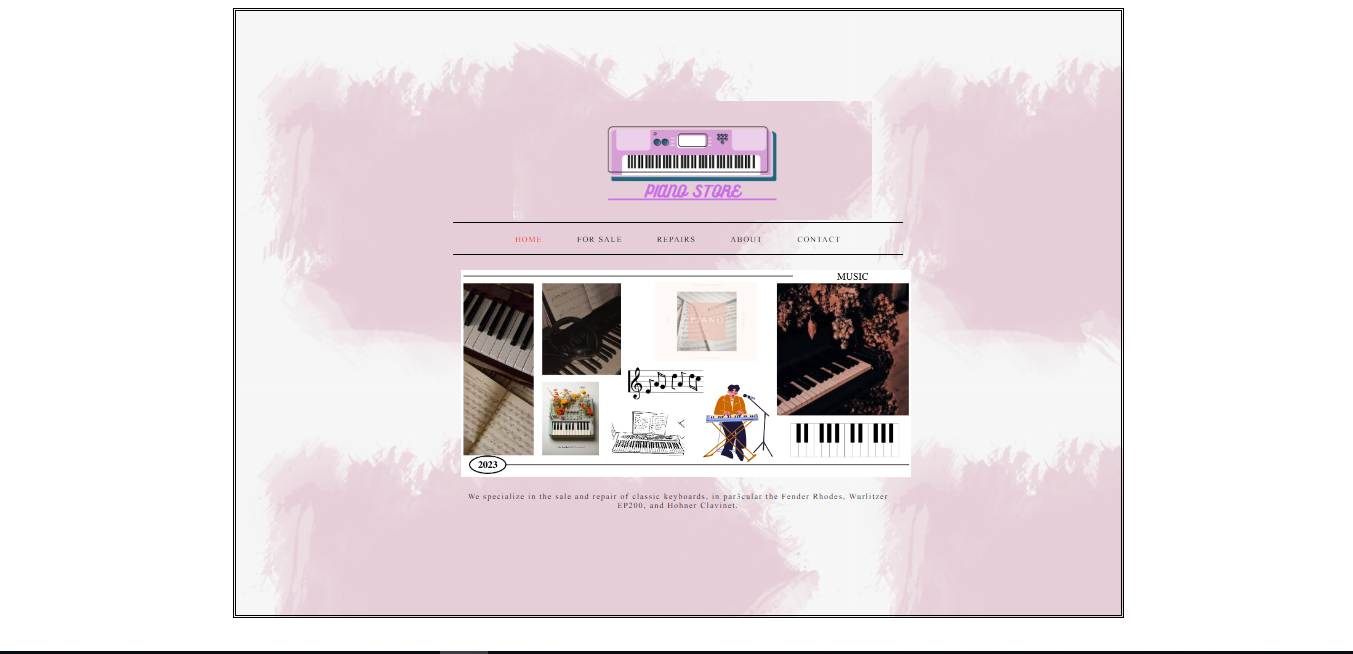 PIANO STORE
HOME FOR SALE REPAIRS ABOUT CONTACT
MUSIC
PIANO
2023
We specialize in the sale and repair of classic keyboards, in par3cular the Fender Rhodes, Wurlitzer
EP200, and Hohner Clavinet.